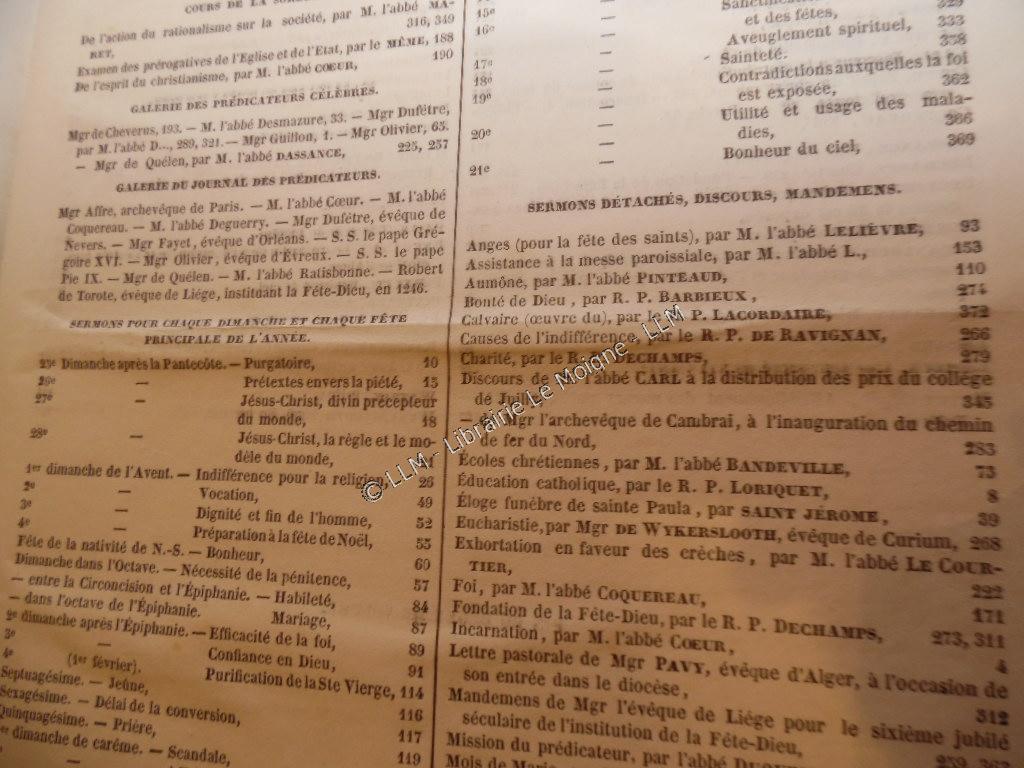 COURS DE LA
De l'action du rationalisme sur la société, par M. l'abbé MA-
RET, 316, 349
Examen des prérogatives de l'Eglise et de l'Etat, par le MÊME, 188
De l'esprit du christianisme, par M. l'abbé COEUR, 190
GALERIE DES PRÉDICATEURS CÉLÈBRES.
Mgr de Cheverus, 193. — M. l'abbé Desmazure, 33. — Mgr Dufêtre,
par M. l'abbé D.., 289, 321. — Mgr Guillon, 1. — Mgr Olivier, 65.
— Mgr de Quélen, par M. l'abbé DASSANCE, 225, 257
GALERIE DU JOURNAL DES PRÉDICATEURS.
Mgr Affre, archevêque de Paris. — M. l'abbé Cœur. — M. l'abbé
Coquereau. — M. l'abbé Deguerry. — Mgr Dufêtre, évêque de
Nevers. — Mgr Fayet, évêque d'Orléans. — S. S. le pape Gré-
goire XVI. — Mgr Olivier, évêque d'Évreux. — S. S. le pape
Pie IX. — Mgr de Quélen. — M. l'abbé Ratisbonne. — Robert
de Torote, évêque de Liége, instituant la Fête-Dieu, en 1246.
SERMONS POUR CHAQUE DIMANCHE ET CHAQUE FÊTE
PRINCIPALE DE L'ANNÉE.
25e Dimanche après la Pentecôte. — Purgatoire, 10
26e — Prétextes envers la piété, 15
27e — Jésus-Christ, divin précepteur
du monde, 18
28e — Jésus-Christ, la règle et le mo-
dèle du monde, 21
1er dimanche de l'Avent. — Indifférence pour la religion, 26
2e — Vocation, 49
3e — Dignité et fin de l'homme, 52
4e — Préparation à la fête de Noël, 55
Fête de la nativité de N.-S. — Bonheur, 60
Dimanche dans l'Octave. — Nécessité de la pénitence, 57
— entre la Circoncision et l'Épiphanie. — Habileté, 84
— dans l'octave de l'Épiphanie. Mariage, 87
2e dimanche après l'Épiphanie. — Efficacité de la foi, 89
3e — Confiance en Dieu, 91
4e (1er février). Purification de la Ste Vierge, 114
Septuagésime. — Jeûne, 116
Sexagésime. — Délai de la conversion, 117
Quinquagésime. — Prière, 119
dimanche de carême. — Scandale,
15e — Sanctification
et des fêtes, 329
16e — Aveuglement spirituel, 333
17e — Sainteté. 338
18e — Contradictions auxquelles la foi
19e — est exposée, 362
Utilité et usage des mala-
20e — dies, 366
21e — Bonheur du ciel, 369
SERMONS DÉTACHÉS, DISCOURS, MANDEMENS.
Anges (pour la fête des saints), par M. l'abbé LELIÈVRE, 93
Assistance à la messe paroissiale, par M. l'abbé L., 153
Aumône, par M. l'abbé PINTEAUD, 110
Bonté de Dieu, par R. P. BARBIEUX, 274
Calvaire (œuvre du), par le R. P. LACORDAIRE, 372
Causes de l'indifférence, par le R. P. DE RAVIGNAN, 266
Charité, par le R. P. DECHAMPS, 279
Discours de M. l'abbé CARL à la distribution des prix du collége
de Juilly, 345
— de Mgr l'archevêque de Cambrai, à l'inauguration du chemin
de fer du Nord, 283
Écoles chrétiennes, par M. l'abbé BANDEVILLE, 73
Éducation catholique, par le R. P. LORIQUET, 8
Éloge funèbre de sainte Paula, par SAINT JÉROME, 39
Eucharistie, par Mgr DE WYKERSLOOTH, évêque de Curium, 268
Exhortation en faveur des crèches, par M. l'abbé LE COUR-
TIER, 222
Foi, par M. l'abbé COQUEREAU, 171
Fondation de la Fête-Dieu, par le R. P. DECHAMPS, 273, 311
Incarnation, par M. l'abbé COEUR, 4
Lettre pastorale de Mgr PAVY, évêque d'Alger, à l'occasion de
son entrée dans le diocèse, 312
Mandemens de Mgr l'évêque de Liége pour le sixième jubilé
séculaire de l'institution de la Fête-Dieu, 259, 363
Mission du prédicateur, par l'abbé
Mois de Marie
© LLM - Librairie Le Moigne - LLM